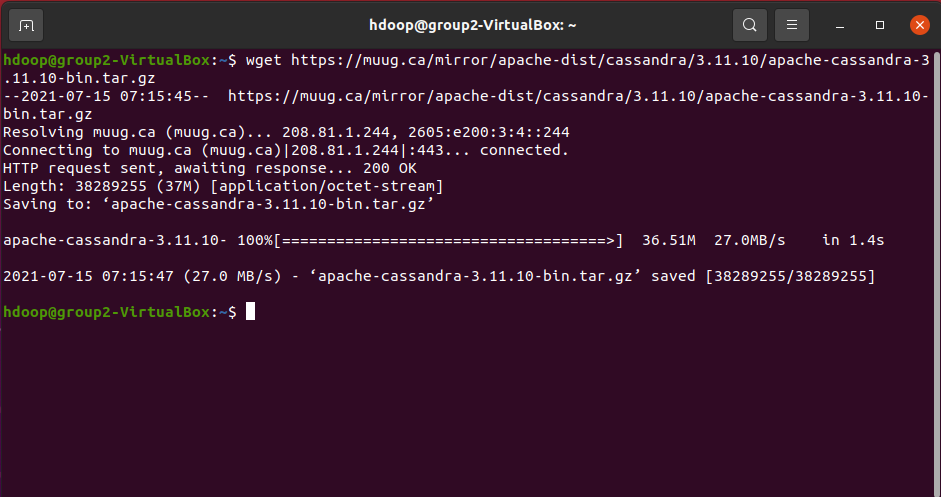 hdoop@group2-VirtualBox: ~
hdoop@group2-VirtualBox:~$ wget https://muug.ca/mirror/apache-dist/cassandra/3.11.10/apache-cassandra-3
.11.10-bin.tar.gz
--2021-07-15 07:15:45--  https://muug.ca/mirror/apache-dist/cassandra/3.11.10/apache-cassandra-3.11.10-
bin.tar.gz
Resolving muug.ca (muug.ca)... 208.81.1.244, 2605:e200:3:4::244
Connecting to muug.ca (muug.ca)|208.81.1.244|:443... connected.
HTTP request sent, awaiting response... 200 OK
Length: 38289255 (37M) [application/octet-stream]
Saving to: ‘apache-cassandra-3.11.10-bin.tar.gz’
apache-cassandra-3.11.10- 100%[====================================>]  36.51M  27.0MB/s    in 1.4s
2021-07-15 07:15:47 (27.0 MB/s) - ‘apache-cassandra-3.11.10-bin.tar.gz’ saved [38289255/38289255]
hdoop@group2-VirtualBox:~$